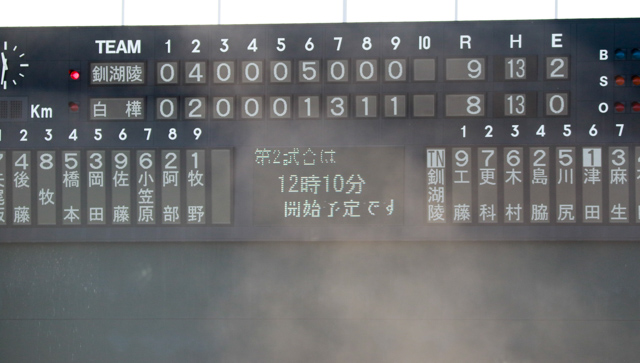 TEAM 1 2 3 4 5 6 7 8 9 10 R H E
釧湖陵 0 4 0 0 0 5 0 0 0 9 13 2 B
S
白樺 0 2 0 0 0 1 3 1 1 8 13 0 O
Km
2 3 4 5 6 7 8 9
4 8 5 3 9 6 2 1
後藤 牧 橋本 岡田 佐藤 小笠原 阿部 牧野
第2試合は
12時10分
開始予定です
1 2 3 4 5 6 7
TN 9 7 6 2 5 1 3
釧湖陵 工藤 更科 木村 島脇 川尻 津田 麻生